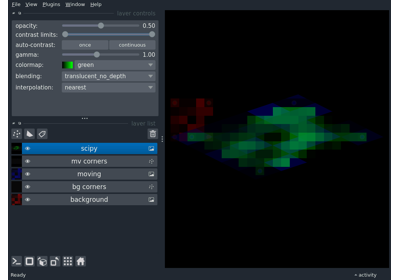 File View Plugins Window Help
layer controls
opacity: 0.50
contrast limits:
auto-contrast: once continuous
gamma: 1.00
colormap: green
blending: translucent_no_depth
interpolation: nearest
layer list
scipy
mv corners
moving
bg corners
background
Ready
activity